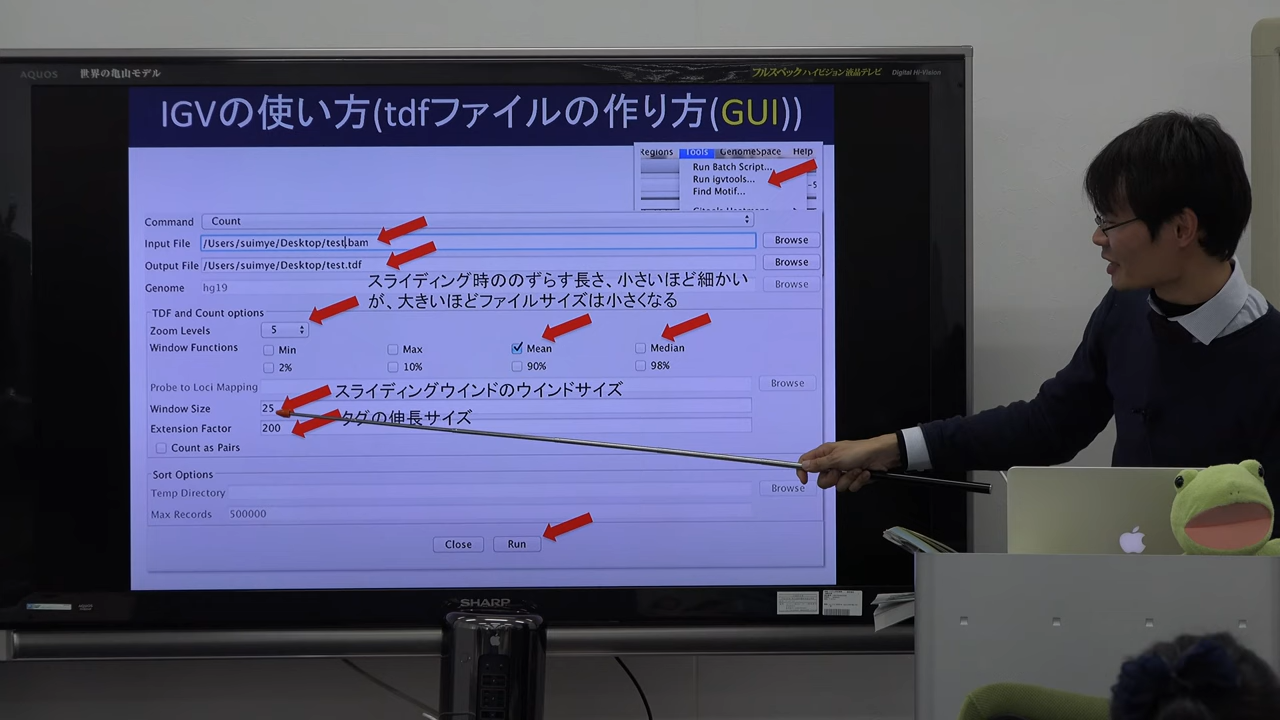 AQUOS 世界の亀山モデル フルスペックハイビジョン液晶テレビ Digital Hi-Vision
IGVの使い方(tdfファイルの作り方(GUI))
Regions Tools GenomeSpace Help
Run Batch Script...
Run igvtools...
Find Motif...
Command Count
Input File /Users/suimye/Desktop/test.bam Browse
Output File /Users/suimye/Desktop/test.tdf Browse
スライディング時ののずらす長さ、小さいほど細かい
Genome hg19 Browse
が、大きいほどファイルサイズは小さくなる
TDF and Count options
Zoom Levels 5
Window Functions Min Max Mean Median
2% 10% 90% 98%
Probe to Loci Mapping Browse
スライディングウインドのウインドサイズ
Window Size 25
タグの伸長サイズ
Extension Factor 200
Count as Pairs
Sort Options
Temp Directory Browse
Max Records 500000
Close Run
SHARP